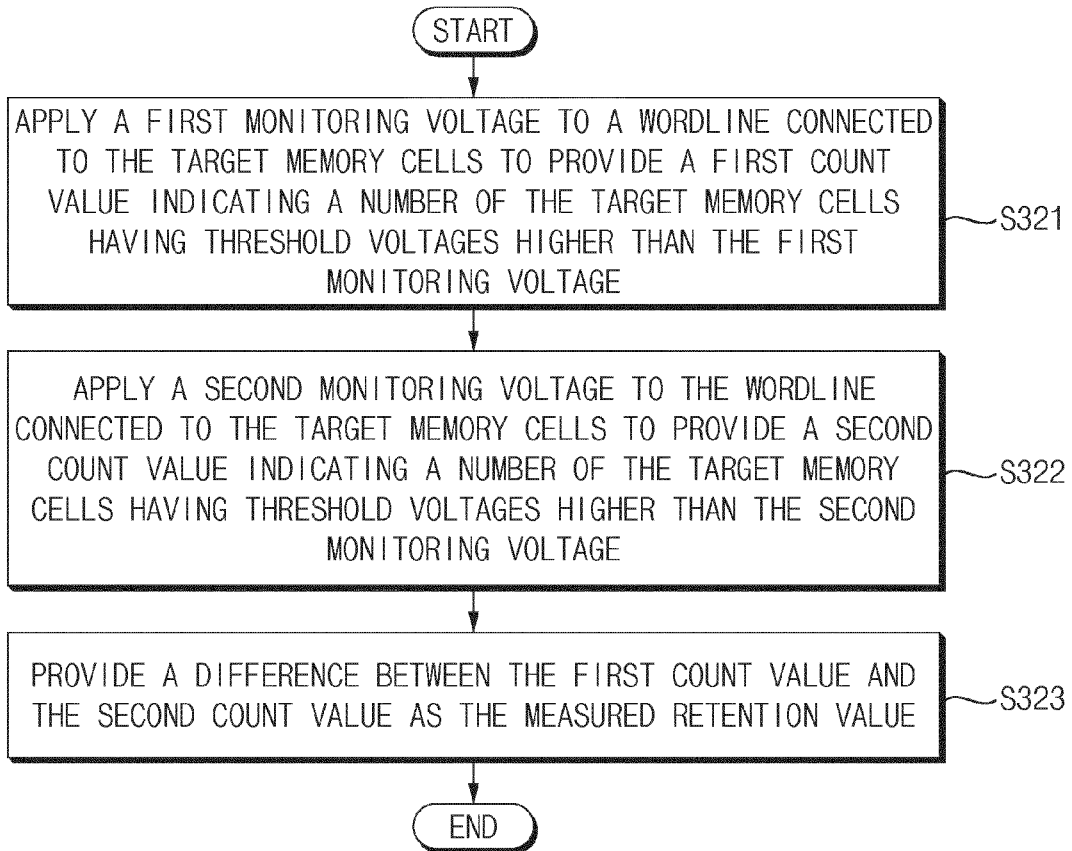 START
APPLY A FIRST MONITORING VOLTAGE TO A WORDLINE CONNECTED
TO THE TARGET MEMORY CELLS TO PROVIDE A FIRST COUNT
VALUE INDICATING A NUMBER OF THE TARGET MEMORY CELLS
HAVING THRESHOLD VOLTAGES HIGHER THAN THE FIRST
MONITORING VOLTAGE
S321
APPLY A SECOND MONITORING VOLTAGE TO THE WORDLINE
CONNECTED TO THE TARGET MEMORY CELLS TO PROVIDE A SECOND
COUNT VALUE INDICATING A NUMBER OF THE TARGET MEMORY
CELLS HAVING THRESHOLD VOLTAGES HIGHER THAN THE SECOND
MONITORING VOLTAGE
S322
PROVIDE A DIFFERENCE BETWEEN THE FIRST COUNT VALUE AND
THE SECOND COUNT VALUE AS THE MEASURED RETENTION VALUE
S323
END